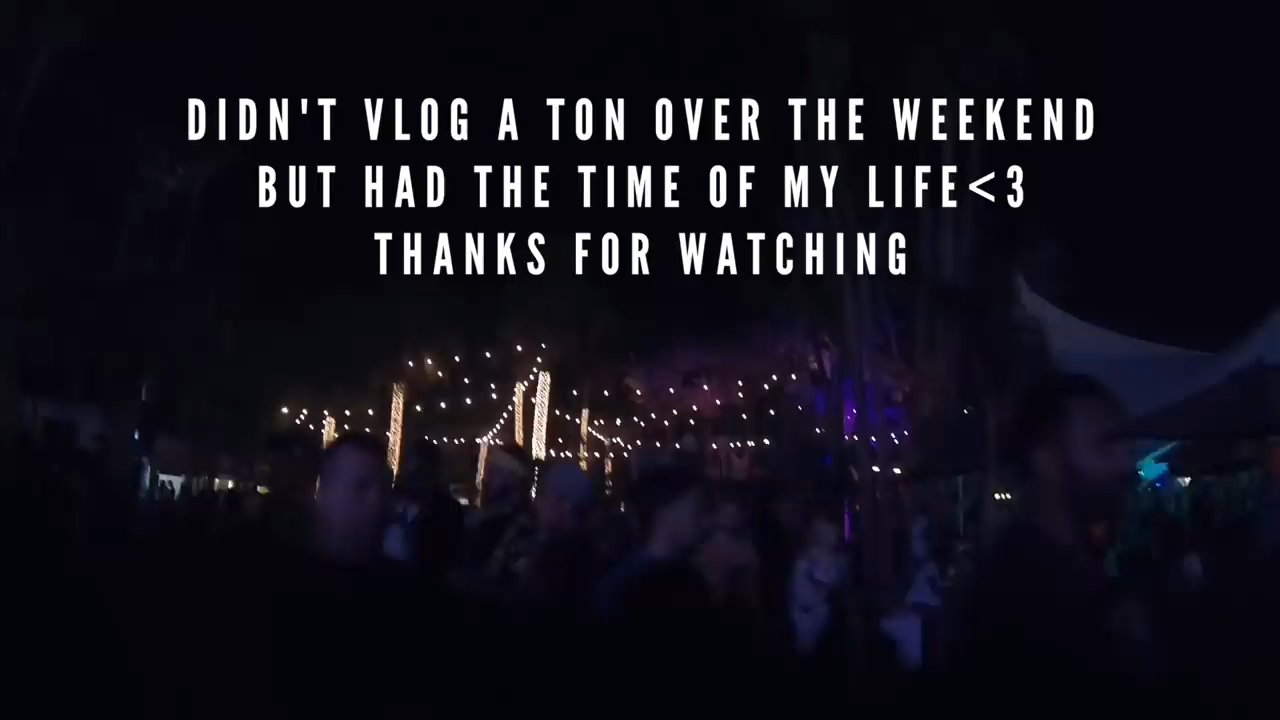 DIDN'T VLOG A TON OVER THE WEEKEND
BUT HAD THE TIME OF MY LIFE<3
THANKS FOR WATCHING